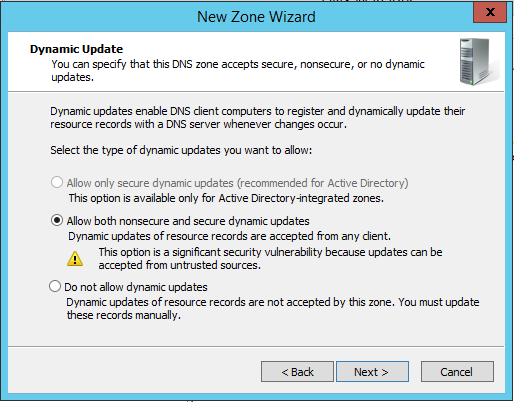 New Zone Wizard
x
Dynamic Update
You can specify that this DNS zone accepts secure, nonsecure, or no dynamic
updates.
Dynamic updates enable DNS client computers to register and dynamically update their
resource records with a DNS server whenever changes occur.
Select the type of dynamic updates you want to allow:
Allow only secure dynamic updates (recommended for Active Directory)
This option is available only for Active Directory-integrated zones.
Allow both nonsecure and secure dynamic updates
Dynamic updates of resource records are accepted from any client.
This option is a significant security vulnerability because updates can be
accepted from untrusted sources.
Do not allow dynamic updates
Dynamic updates of resource records are not accepted by this zone. You must update
these records manually.
< Back Next > Cancel